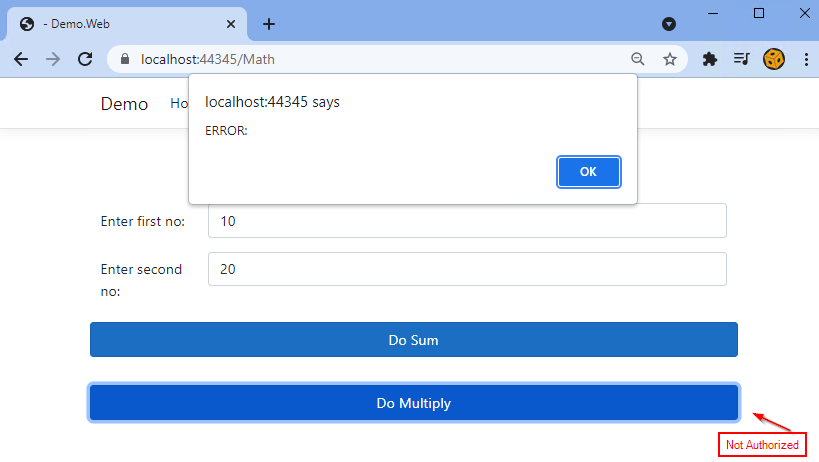 - Demo.Web
localhost:44345/Math
Demo Ho
localhost:44345 says
ERROR:
OK
Enter first no: 10
Enter second no: 20
Do Sum
Do Multiply
Not Authorized